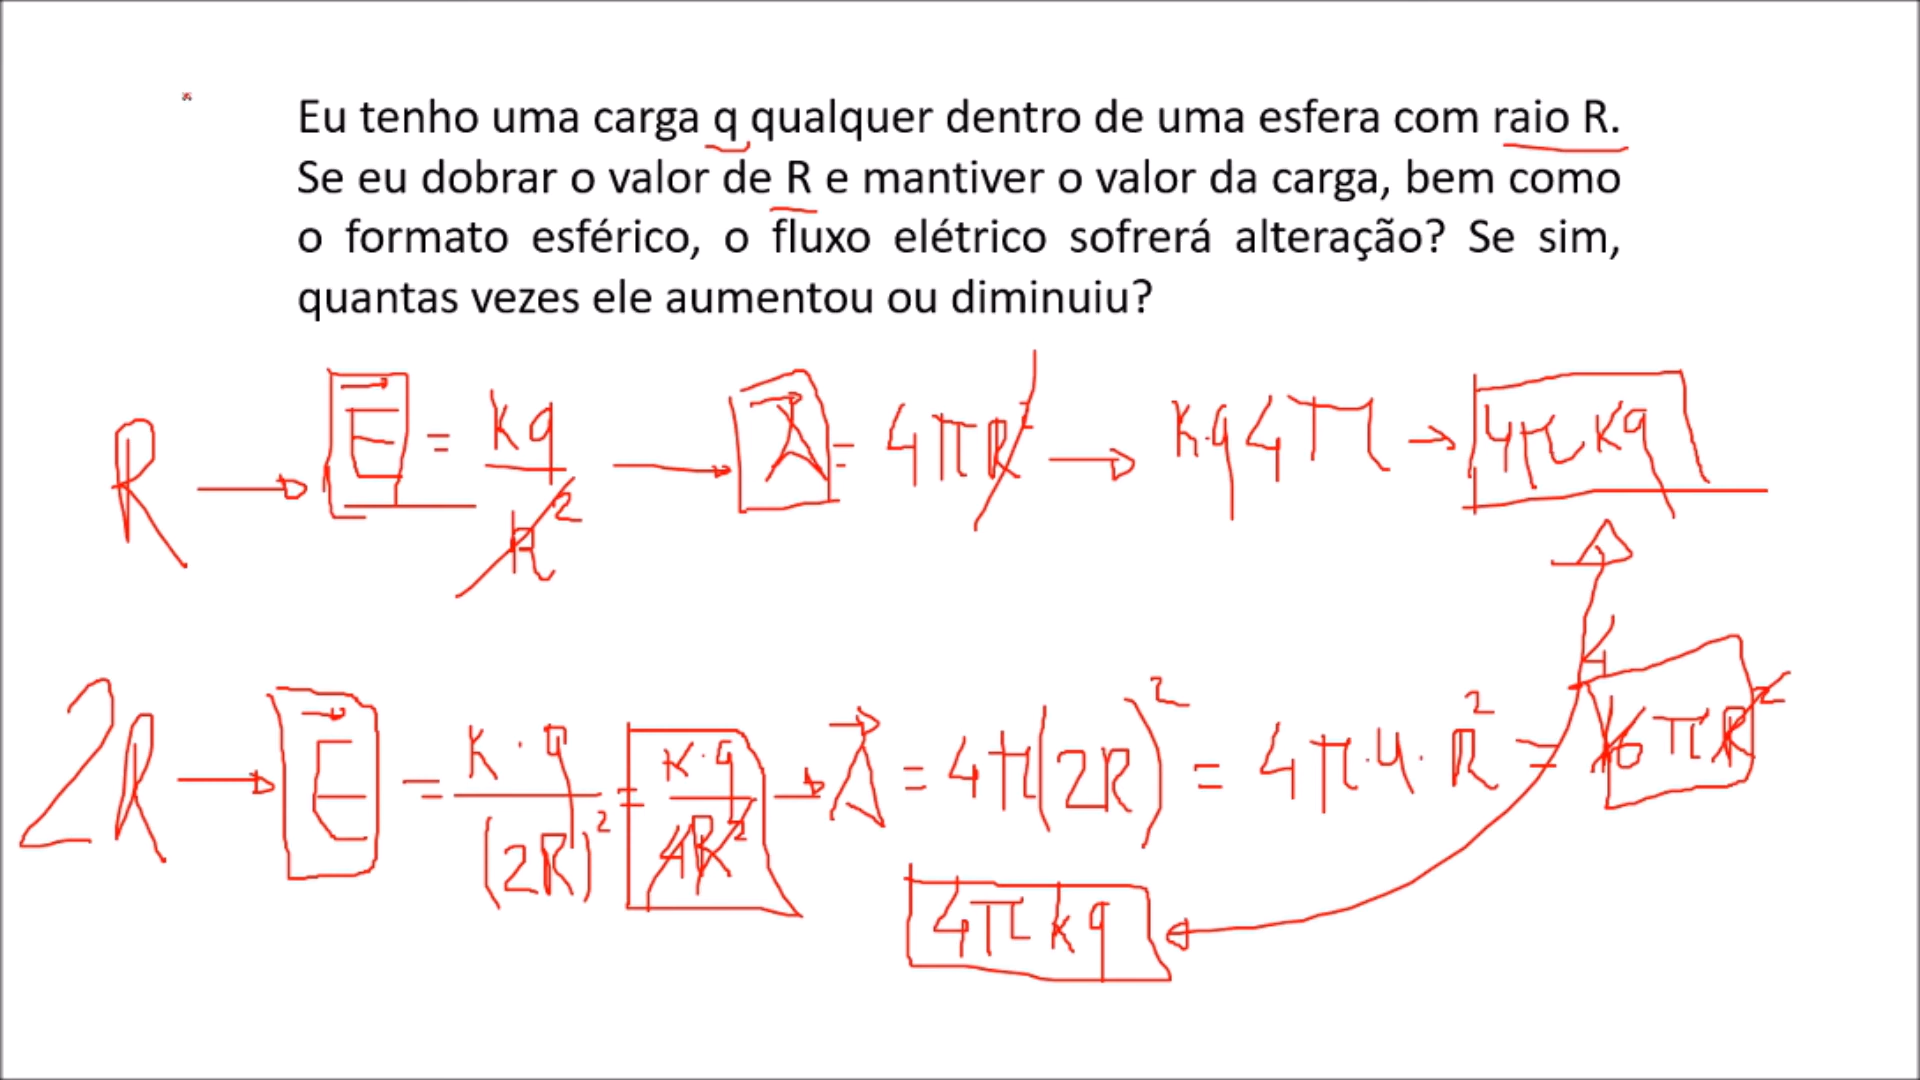 Eu tenho uma carga q qualquer dentro de uma esfera com raio R.
Se eu dobrar o valor de R e mantiver o valor da carga, bem como
o formato esférico, o fluxo elétrico sofrerá alteração? Se sim,
quantas vezes ele aumentou ou diminuiu?
R → E⃗ = kq/R² → A⃗ = 4πR² → k·q4π → 4πkq
2R → E⃗ = k·q/(2R)² = k·q/4R² → A⃗ = 4π(2R)² = 4π·4·R² = 16πR² 4
4πkq